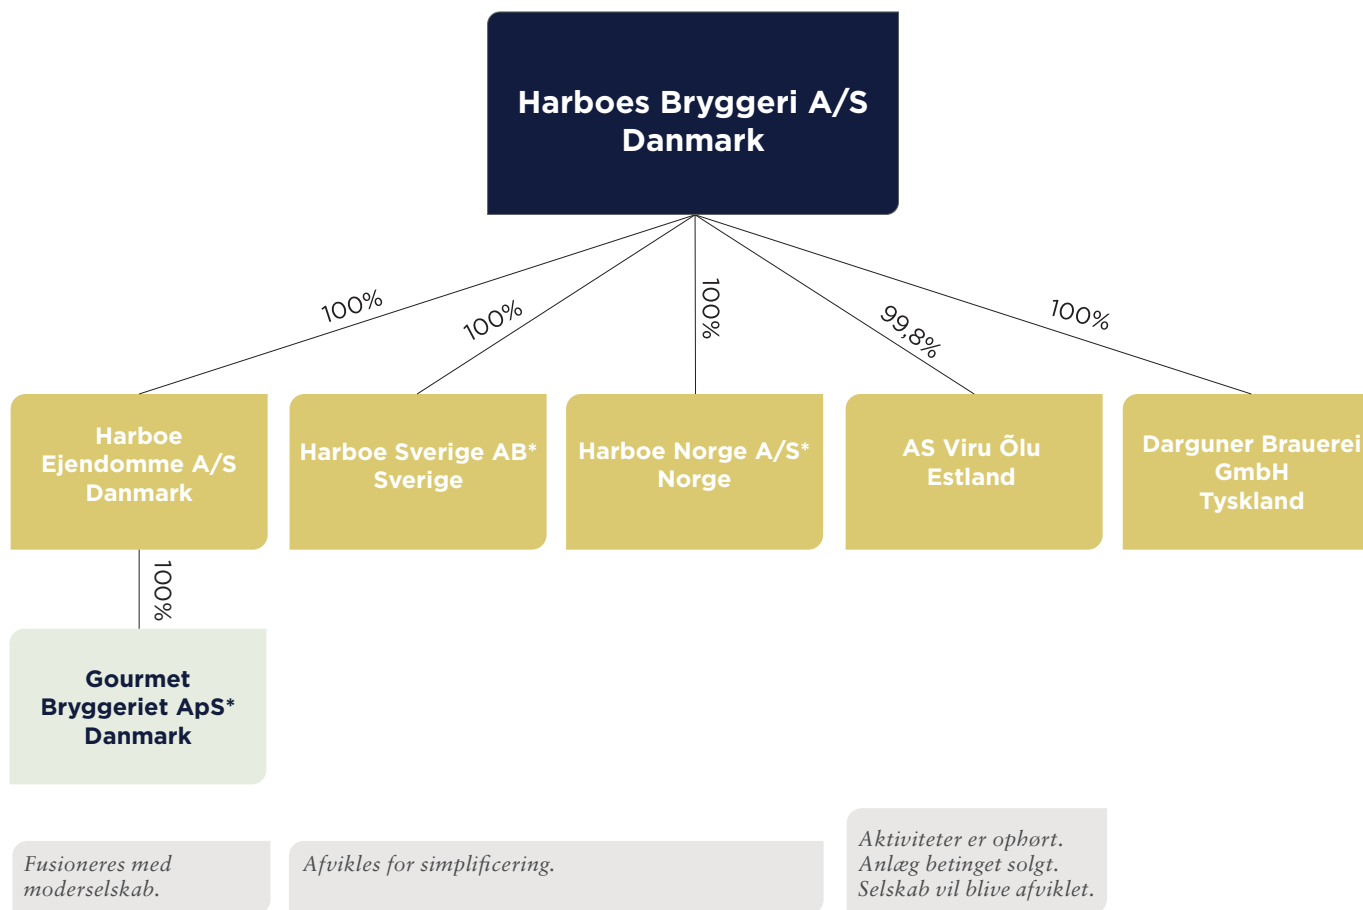 Harboes Bryggeri A/S
Danmark
100%
100%
100%
99,8%
100%
Harboe
Ejendomme A/S
Danmark
Harboe Sverige AB*
Sverige
Harboe Norge A/S*
Norge
AS Viru Õlu
Estland
Darguner Brauerei
GmbH
Tyskland
100%
Gourmet
Bryggeriet ApS*
Danmark
Fusioneres med
moderselskab.
Afvikles for simplificering.
Aktiviteter er ophørt.
Anlæg betinget solgt.
Selskab vil blive afviklet.